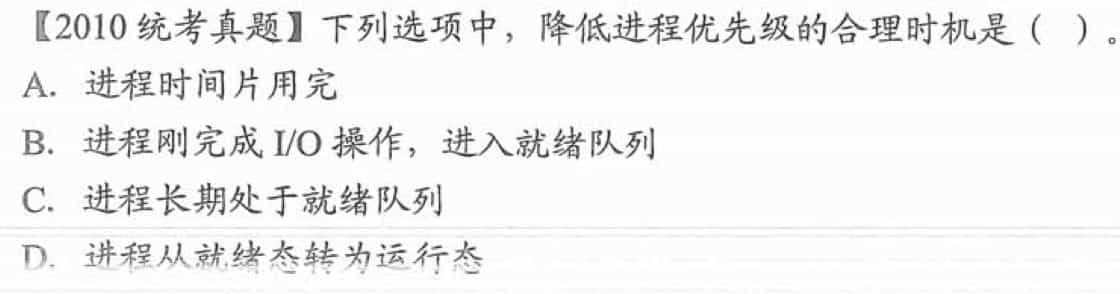 【2010 统考真题】下列选项中，降低进程优先级的合理时机是（ ）。
A. 进程时间片用完
B. 进程刚完成 I/O 操作，进入就绪队列
C. 进程长期处于就绪队列
D. 进程从就绪态转为运行态